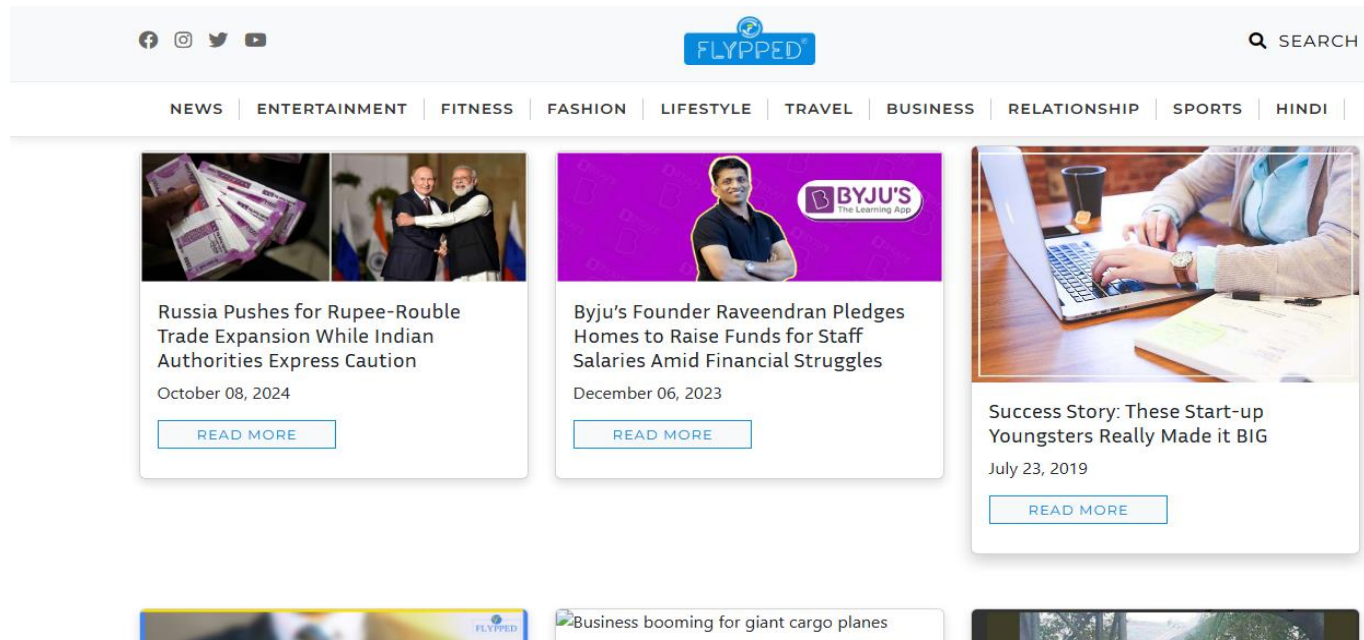 FLYPPED®
SEARCH
NEWS
ENTERTAINMENT
FITNESS
FASHION
LIFESTYLE
TRAVEL
BUSINESS
RELATIONSHIP
SPORTS
HINDI
Russia Pushes for Rupee-Rouble
Trade Expansion While Indian
Authorities Express Caution
October 08, 2024
READ MORE
BYJU'S
The Learning App
Byju’s Founder Raveendran Pledges
Homes to Raise Funds for Staff
Salaries Amid Financial Struggles
December 06, 2023
READ MORE
Success Story: These Start-up
Youngsters Really Made it BIG
July 23, 2019
READ MORE
FLYPPED
Business booming for giant cargo planes